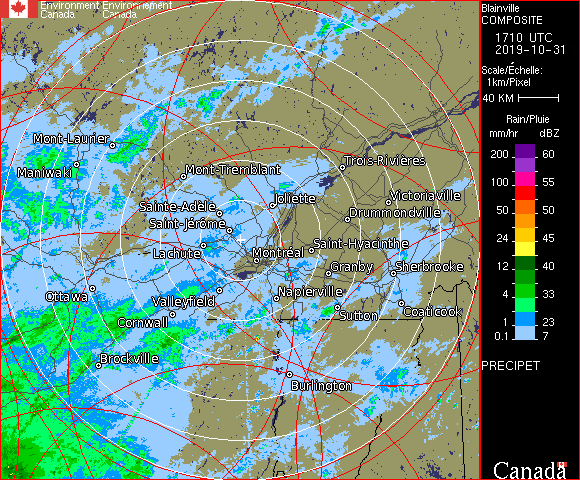 Environment Environnement
Canada Canada
Blainville
COMPOSITE
1710 UTC
2019-10-31
Scale/Échelle:
1km/Pixel
40 KM
Rain/Pluie
mm/hr dBZ
200 60
100 55
50 50
24 45
12 40
4 33
1 23
0.1 7
PRECIPET
Canada
Mont-Laurier
Maniwaki
Mont-Tremblant
Trois-Rivières
Sainte-Adèle
Joliette
Victoriaville
Saint-Jérôme
Drummondville
Lachute
Montréal
Saint-Hyacinthe
Granby
Sherbrooke
Ottawa
Valleyfield
Napierville
Cornwall
Sutton
Coaticook
Brockville
Burlington